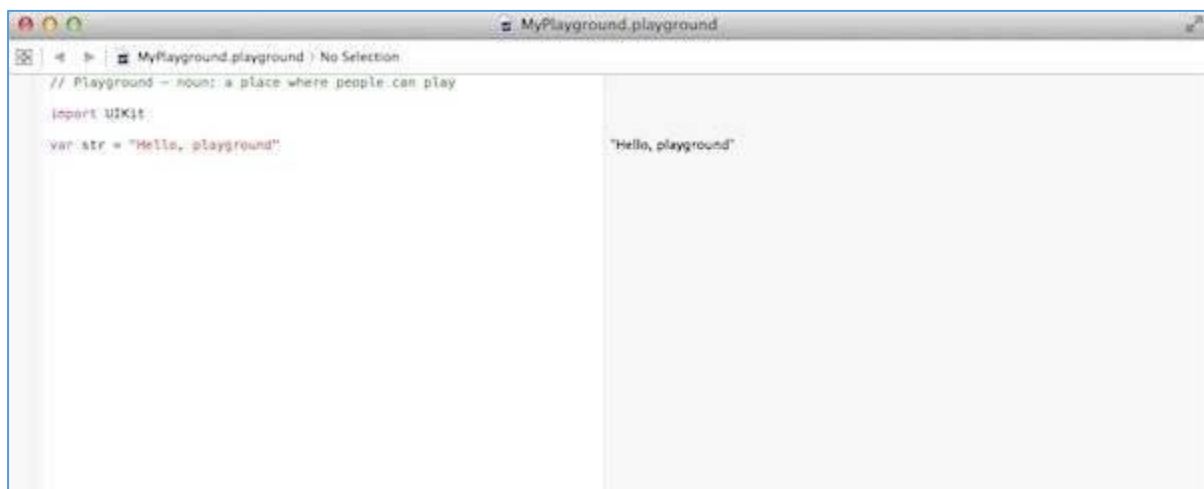 MyPlayground.playground
MyPlayground.playground › No Selection
// Playground - noun: a place where people can play
import UIKit
var str = "Hello, playground"
"Hello, playground"